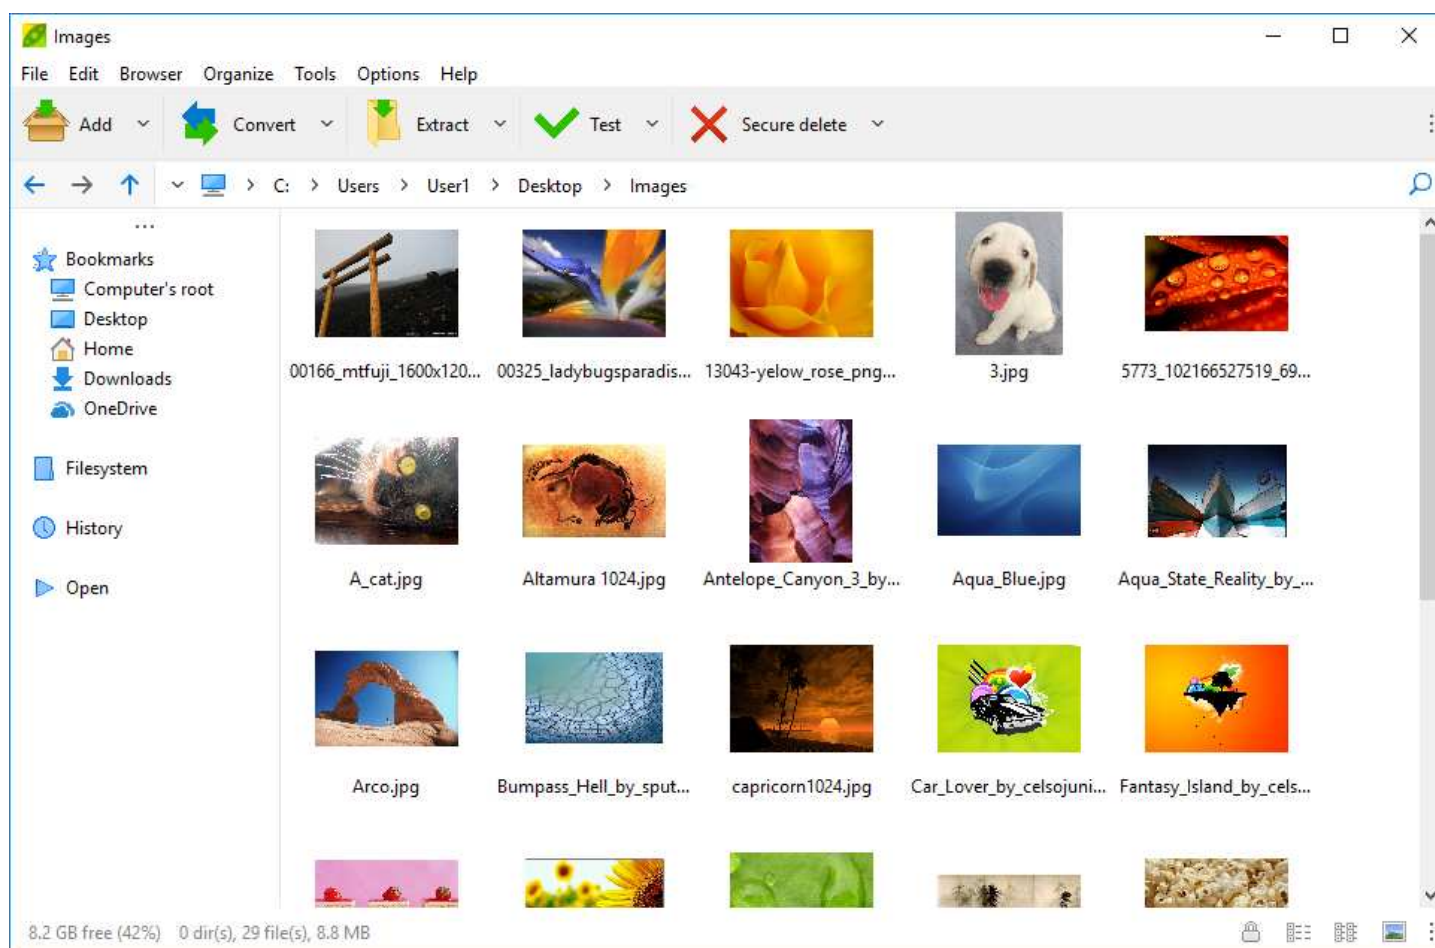 Images
File Edit Browser Organize Tools Options Help
Add Convert Extract Test Secure delete
C: > Users > User1 > Desktop > Images
...
Bookmarks
Computer's root
Desktop
Home
Downloads
OneDrive
Filesystem
History
Open
00166_mtfuji_1600x120... 00325_ladybugsparadis... 13043-yelow_rose_png... 3.jpg 5773_102166527519_69...
A_cat.jpg Altamura 1024.jpg Antelope_Canyon_3_by... Aqua_Blue.jpg Aqua_State_Reality_by_...
Arco.jpg Bumpass_Hell_by_sput... capricorn1024.jpg Car_Lover_by_celsojuni... Fantasy_Island_by_cels...
8.2 GB free (42%) 0 dir(s), 29 file(s), 8.8 MB